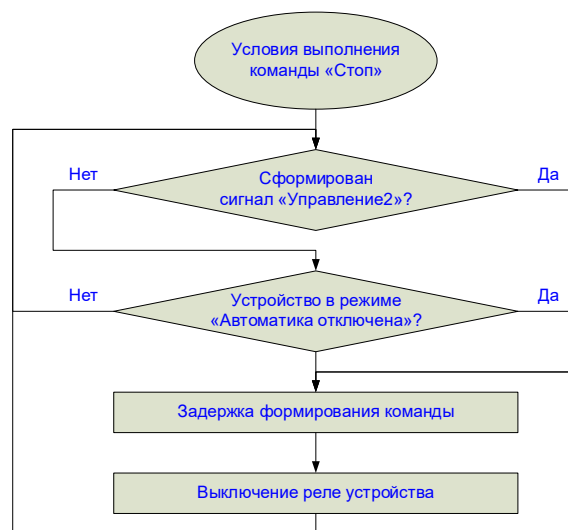 Условия выполнения
команды «Стоп»
Нет
Да
Сформирован
сигнал «Управление2»?
Нет
Да
Устройство в режиме
«Автоматика отключена»?
Задержка формирования команды
Выключение реле устройства